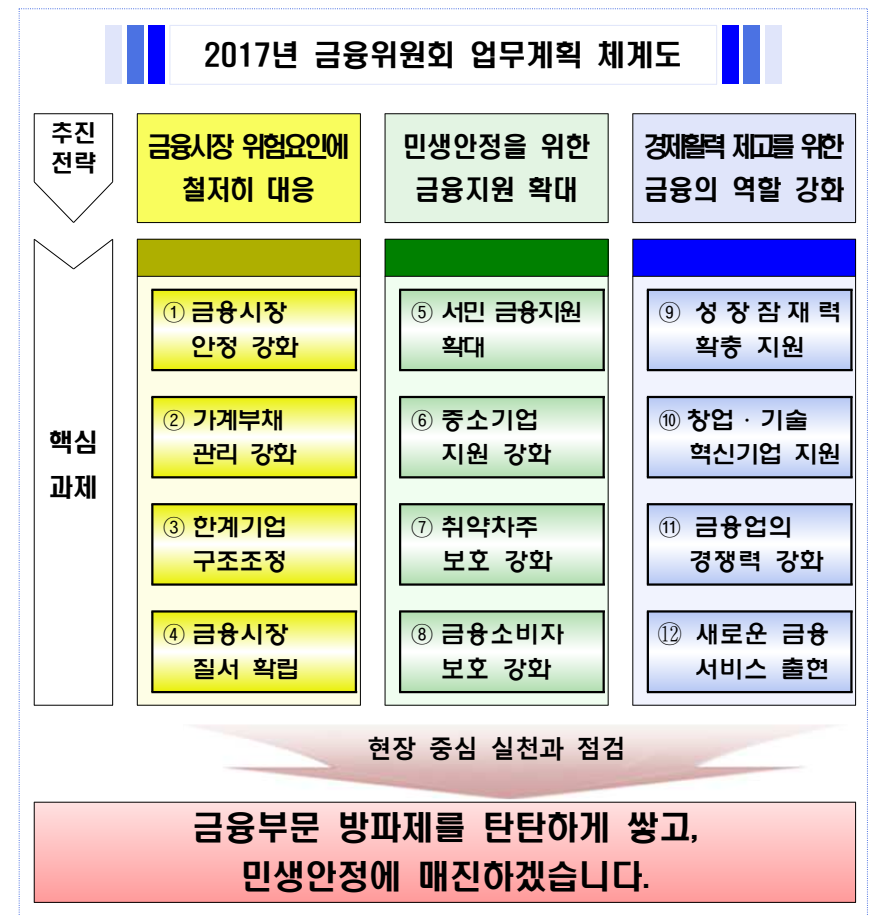 2017년 금융위원회 업무계획 체계도
추진
전략
금융시장 위험요인에
철저히 대응
민생안정을 위한
금융지원 확대
경제활력 제고를 위한
금융의 역할 강화
핵심
과제
① 금융시장
안정 강화
② 가계부채
관리 강화
③ 한계기업
구조조정
④ 금융시장
질서 확립
⑤ 서민 금융지원
확대
⑥ 중소기업
지원 강화
⑦ 취약차주
보호 강화
⑧ 금융소비자
보호 강화
⑨ 성장잠재력
확충 지원
⑩ 창업 · 기술
혁신기업 지원
⑪ 금융업의
경쟁력 강화
⑫ 새로운 금융
서비스 출현
현장 중심 실천과 점검
금융부문 방파제를 탄탄하게 쌓고,
민생안정에 매진하겠습니다.